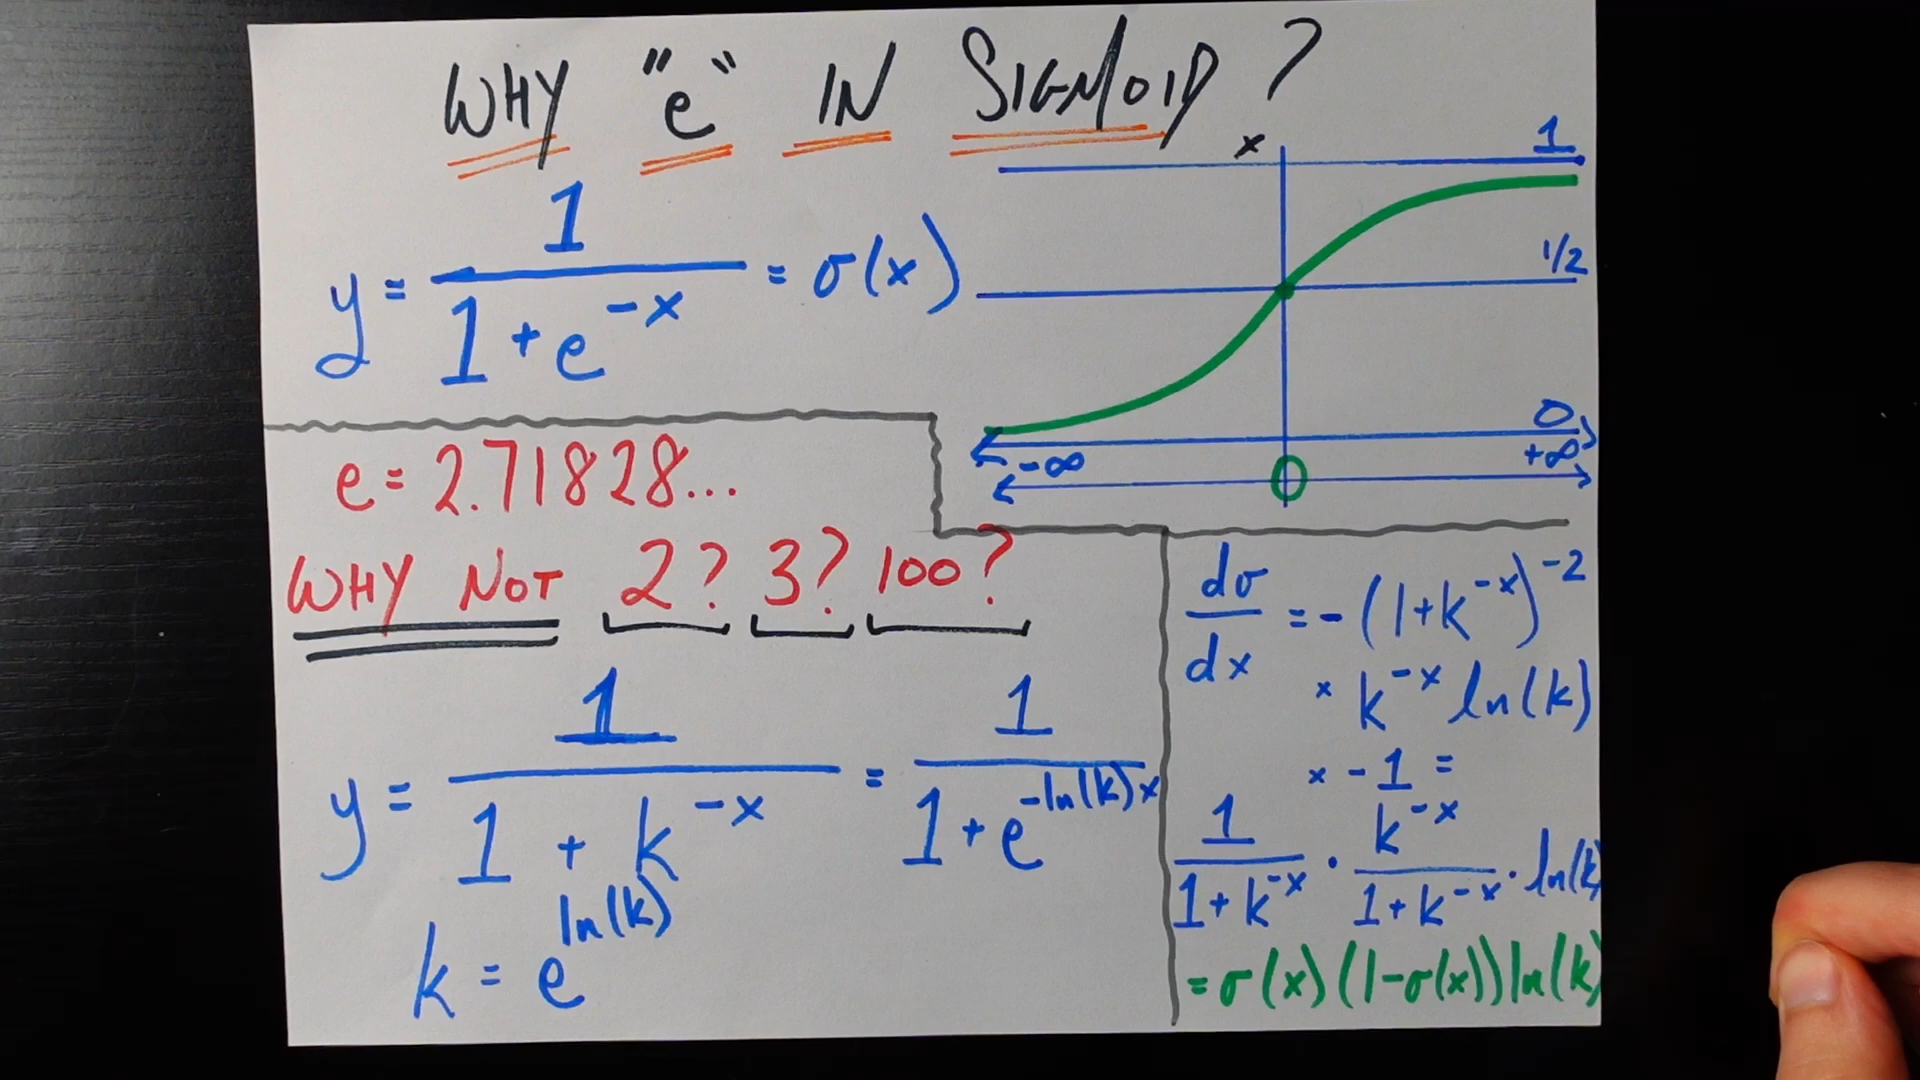 WHY "e" IN SIGMOID?
x
1
1/2
0
-∞ +∞
0
y = 1/(1 + e^-x) = σ(x)
e = 2.71828...
WHY NOT 2? 3? 100?
y = 1/(1 + k^-x) = 1/(1 + e^-ln(k)x)
k = e^ln(k)
dσ/dx = -(1+k^-x)^-2
x k^-x ln(k)
x -1 =
1/(1+k^-x) · k^-x/(1+k^-x) · ln(k)
= σ(x)(1-σ(x))ln(k)